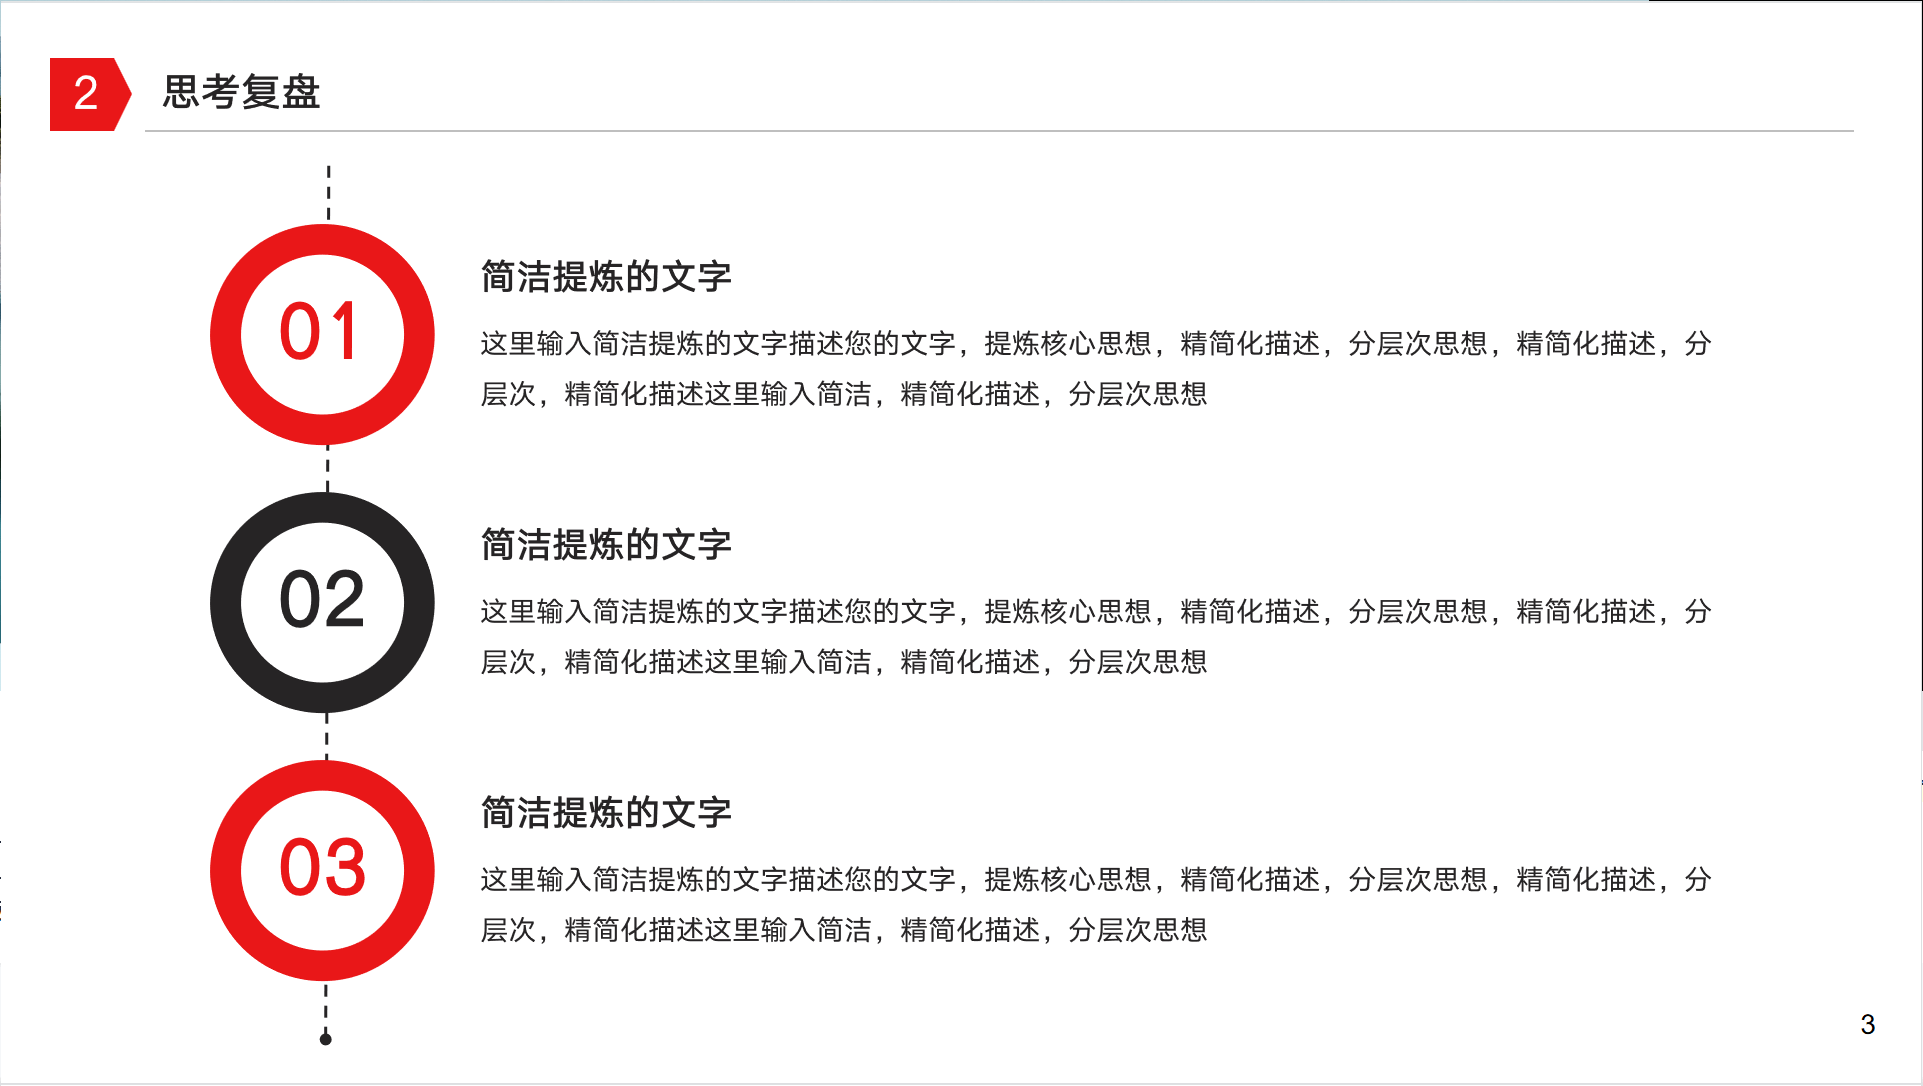 2
思考复盘
01
简洁提炼的文字
这里输入简洁提炼的文字描述您的文字，提炼核心思想，精简化描述，分层次思想，精简化描述，分
层次，精简化描述这里输入简洁，精简化描述，分层次思想
02
简洁提炼的文字
这里输入简洁提炼的文字描述您的文字，提炼核心思想，精简化描述，分层次思想，精简化描述，分
层次，精简化描述这里输入简洁，精简化描述，分层次思想
03
简洁提炼的文字
这里输入简洁提炼的文字描述您的文字，提炼核心思想，精简化描述，分层次思想，精简化描述，分
层次，精简化描述这里输入简洁，精简化描述，分层次思想
3